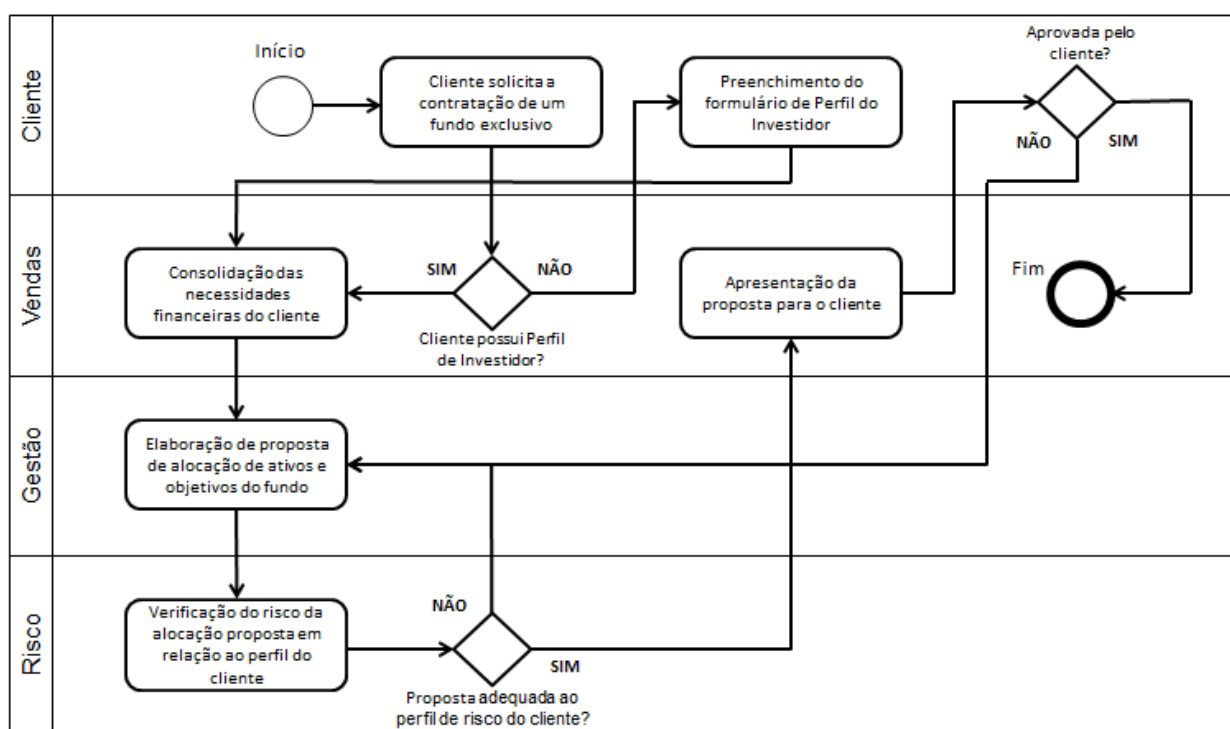 Cliente
Início
Cliente solicita a
contratação de um
fundo exclusivo
Preenchimento do
formulário de Perfil do
Investidor
Aprovada pelo
cliente?
NÃO
SIM
Vendas
Consolidação das
necessidades
financeiras do cliente
SIM
NÃO
Cliente possui Perfil
de Investidor?
Apresentação da
proposta para o cliente
Fim
Gestão
Elaboração de proposta
de alocação de ativos e
objetivos do fundo
Risco
Verificação do risco da
alocação proposta em
relação ao perfil do
cliente
NÃO
SIM
Proposta adequada ao
perfil de risco do cliente?